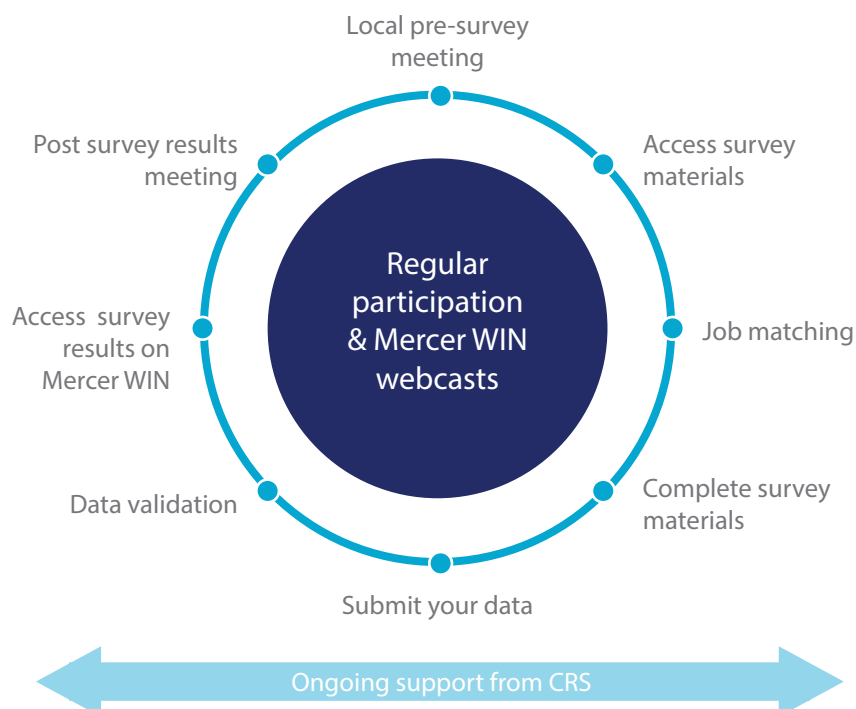 Local pre-survey
meeting
Access survey
materials
Job matching
Complete survey
materials
Submit your data
Data validation
Access survey
results on
Mercer WIN
Post survey results
meeting
Regular
participation
& Mercer WIN
webcasts
Ongoing support from CRS